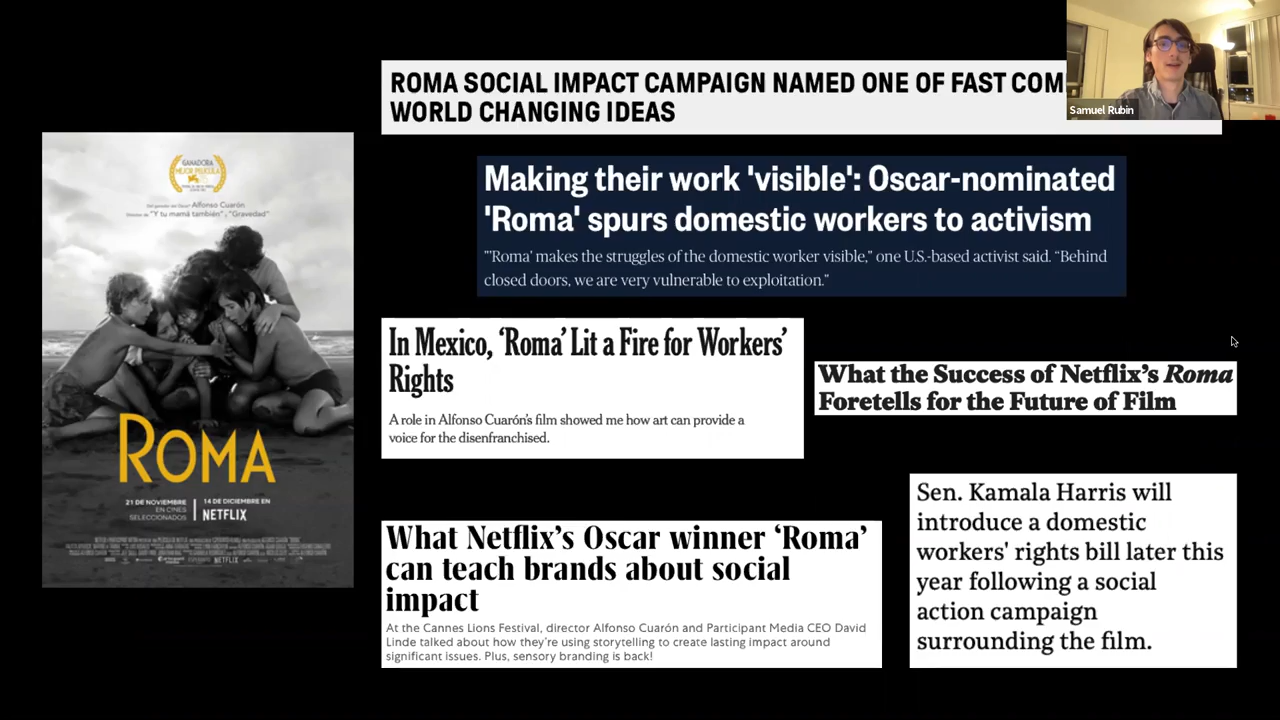 ROMA SOCIAL IMPACT CAMPAIGN NAMED ONE OF FAST COM
WORLD CHANGING IDEAS
Samuel Rubin
Making their work 'visible': Oscar-nominated
'Roma' spurs domestic workers to activism
"'Roma' makes the struggles of the domestic worker visible," one U.S.-based activist said. “Behind
closed doors, we are very vulnerable to exploitation.”
GANADORA
MEJOR PELÍCULA
Alfonso Cuarón
"Y tu mamá también", "Gravedad"
ROMA
21 DE NOVIEMBRE
EN CINES
SELECCIONADOS
14 DE DICIEMBRE EN
NETFLIX
In Mexico, ‘Roma’ Lit a Fire for Workers’
Rights
A role in Alfonso Cuarón’s film showed me how art can provide a
voice for the disenfranchised.
What the Success of Netflix’s Roma
Foretells for the Future of Film
What Netflix’s Oscar winner ‘Roma’
can teach brands about social
impact
At the Cannes Lions Festival, director Alfonso Cuarón and Participant Media CEO David
Linde talked about how they’re using storytelling to create lasting impact around
significant issues. Plus, sensory branding is back!
Sen. Kamala Harris will
introduce a domestic
workers' rights bill later this
year following a social
action campaign
surrounding the film.